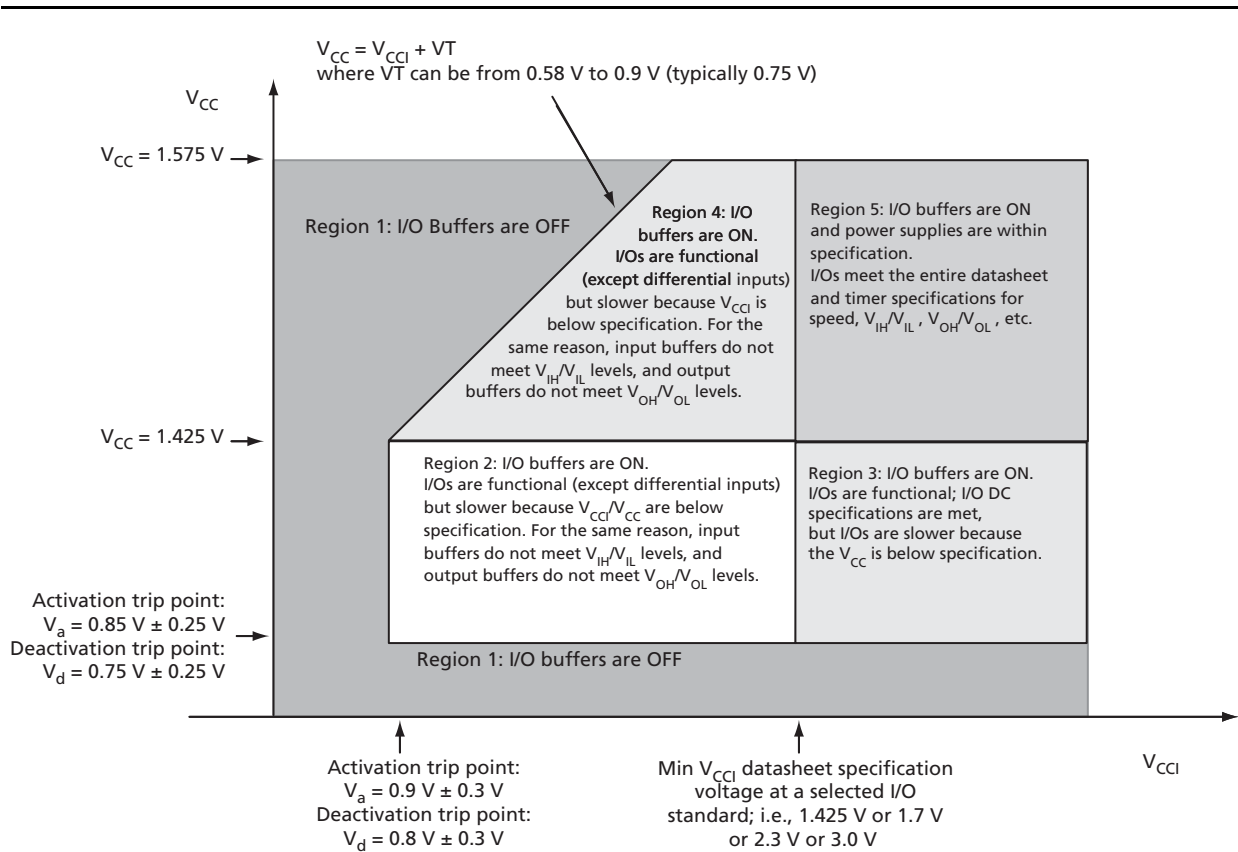 V_CC = V_CCI + VT
where VT can be from 0.58 V to 0.9 V (typically 0.75 V)
V_CC
V_CC = 1.575 V
Region 1: I/O Buffers are OFF
Region 4: I/O
buffers are ON.
I/Os are functional
(except differential inputs)
but slower because V_CCI is
below specification. For the
same reason, input buffers do not
meet V_IH/V_IL levels, and output
buffers do not meet V_OH/V_OL levels.
Region 5: I/O buffers are ON
and power supplies are within
specification.
I/Os meet the entire datasheet
and timer specifications for
speed, V_IH/V_IL , V_OH/V_OL , etc.
V_CC = 1.425 V
Region 2: I/O buffers are ON.
I/Os are functional (except differential inputs)
but slower because V_CCI/V_CC are below
specification. For the same reason, input
buffers do not meet V_IH/V_IL levels, and
output buffers do not meet V_OH/V_OL levels.
Region 3: I/O buffers are ON.
I/Os are functional; I/O DC
specifications are met,
but I/Os are slower because
the V_CC is below specification.
Activation trip point:
V_a = 0.85 V ± 0.25 V
Deactivation trip point:
V_d = 0.75 V ± 0.25 V
Region 1: I/O buffers are OFF
Activation trip point:
V_a = 0.9 V ± 0.3 V
Deactivation trip point:
V_d = 0.8 V ± 0.3 V
Min V_CCI datasheet specification
voltage at a selected I/O
standard; i.e., 1.425 V or 1.7 V
or 2.3 V or 3.0 V
V_CCI